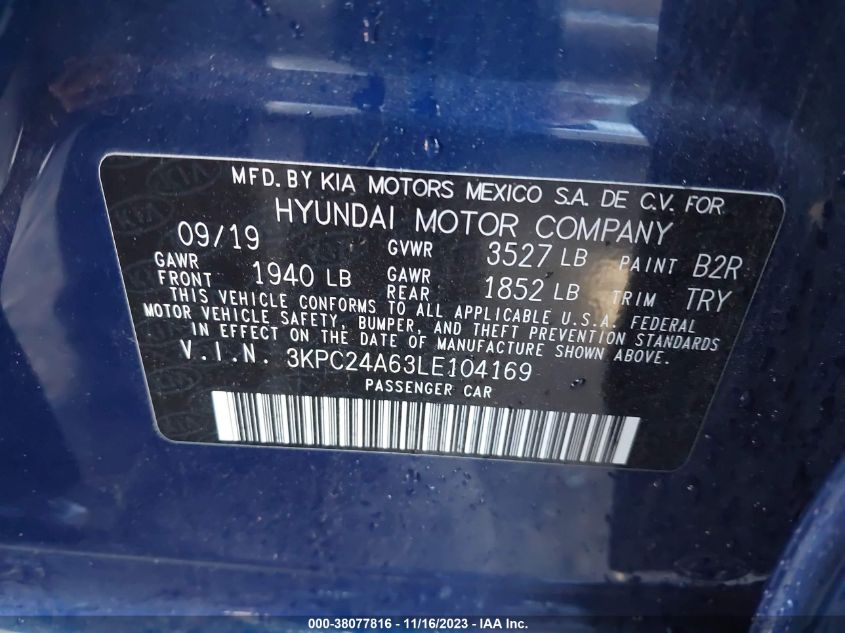 MFD. BY KIA MOTORS MEXICO S.A. DE C.V. FOR
HYUNDAI MOTOR COMPANY
09/19 GVWR 3527 LB PAINT B2R
GAWR FRONT 1940 LB GAWR REAR 1852 LB TRIM TRY
THIS VEHICLE CONFORMS TO ALL APPLICABLE U.S.A. FEDERAL
MOTOR VEHICLE SAFETY, BUMPER, AND THEFT PREVENTION STANDARDS
IN EFFECT ON THE DATE OF MANUFACTURE SHOWN ABOVE.
V.I.N. 3KPC24A63LE104169
PASSENGER CAR
000-38077816 - 11/16/2023 - IAA Inc.